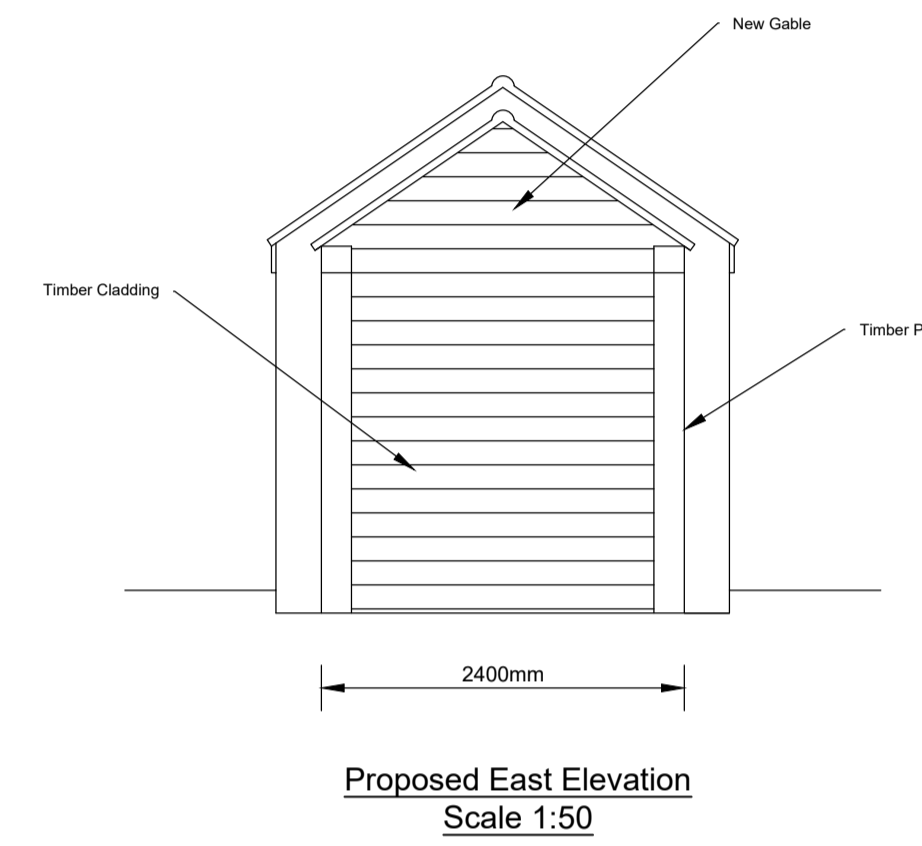 New Gable
Timber Cladding
Timber P
2400mm
Proposed East Elevation
Scale 1:50